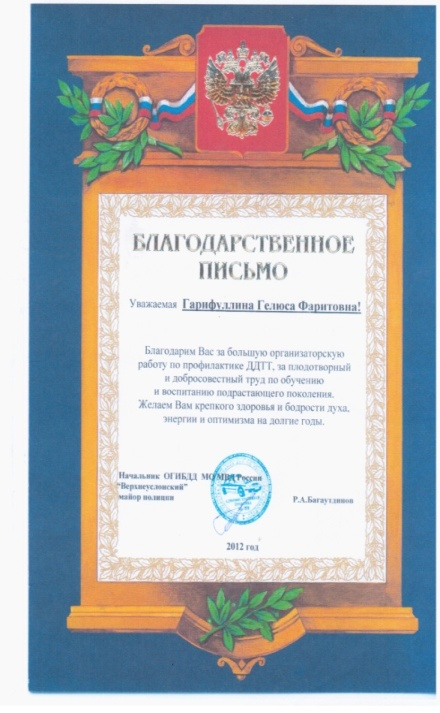 БЛАГОДАРСТВЕННОЕ
ПИСЬМО
Уважаемая Гарифуллина Гелюса Фаритовна!
Благодарим Вас за большую организаторскую
работу по профилактике ДДТТ, за плодотворный
и добросовестный труд по обучению
и воспитанию подрастающего поколения.
Желаем Вам крепкого здоровья и бодрости духа,
энергии и оптимизма на долгие годы.
Начальник ОГИБДД МО МВД России
"Верхнеуслонский"
майор полиции Р.А.Багаутдинов
2012 год